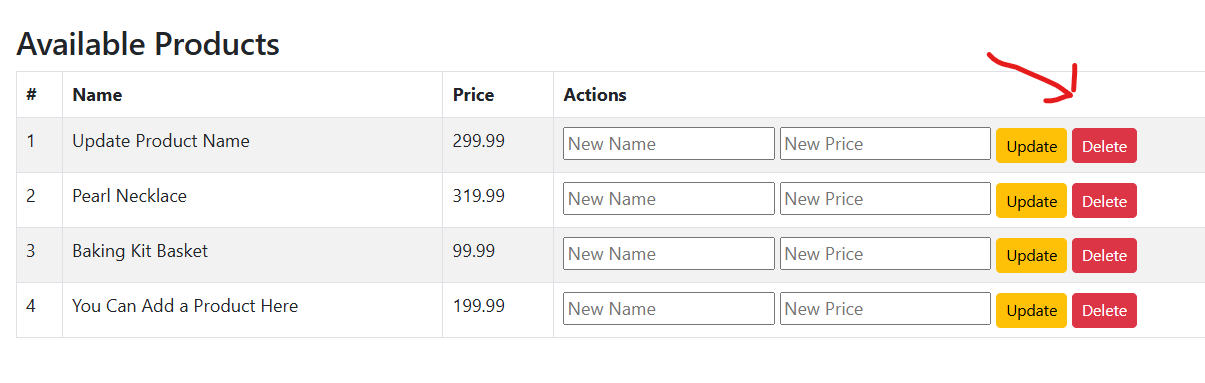 Available Products
# Name Price Actions
1 Update Product Name 299.99 New Name New Price Update Delete
2 Pearl Necklace 319.99 New Name New Price Update Delete
3 Baking Kit Basket 99.99 New Name New Price Update Delete
4 You Can Add a Product Here 199.99 New Name New Price Update Delete